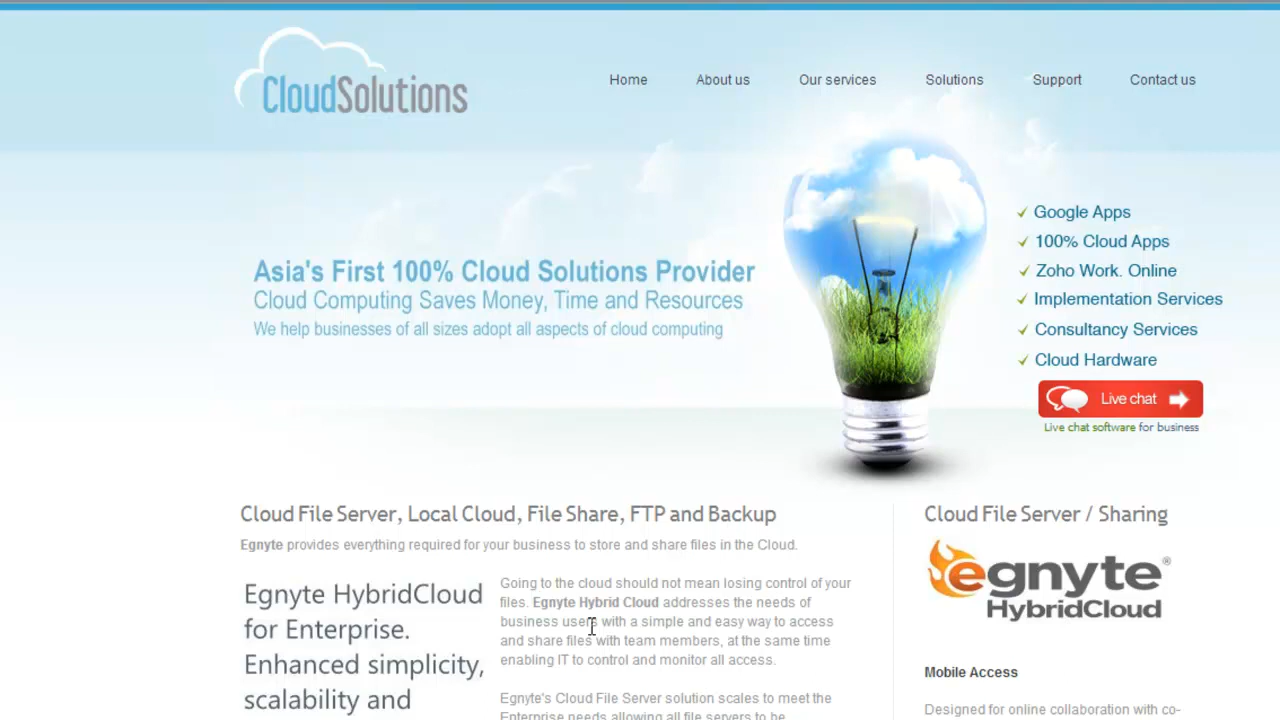 CloudSolutions
Home About us Our services Solutions Support Contact us
Asia's First 100% Cloud Solutions Provider
Cloud Computing Saves Money, Time and Resources
We help businesses of all sizes adopt all aspects of cloud computing
Google Apps
100% Cloud Apps
Zoho Work. Online
Implementation Services
Consultancy Services
Cloud Hardware
Live chat
Live chat software for business
Cloud File Server, Local Cloud, File Share, FTP and Backup
Egnyte provides everything required for your business to store and share files in the Cloud.
Egnyte HybridCloud
for Enterprise.
Enhanced simplicity,
scalability and
Going to the cloud should not mean losing control of your
files. Egnyte Hybrid Cloud addresses the needs of
business users with a simple and easy way to access
and share files with team members, at the same time
enabling IT to control and monitor all access.
Egnyte's Cloud File Server solution scales to meet the
Enterprise needs allowing all file servers to be
Cloud File Server / Sharing
egnyte®
HybridCloud
Mobile Access
Designed for online collaboration with co-